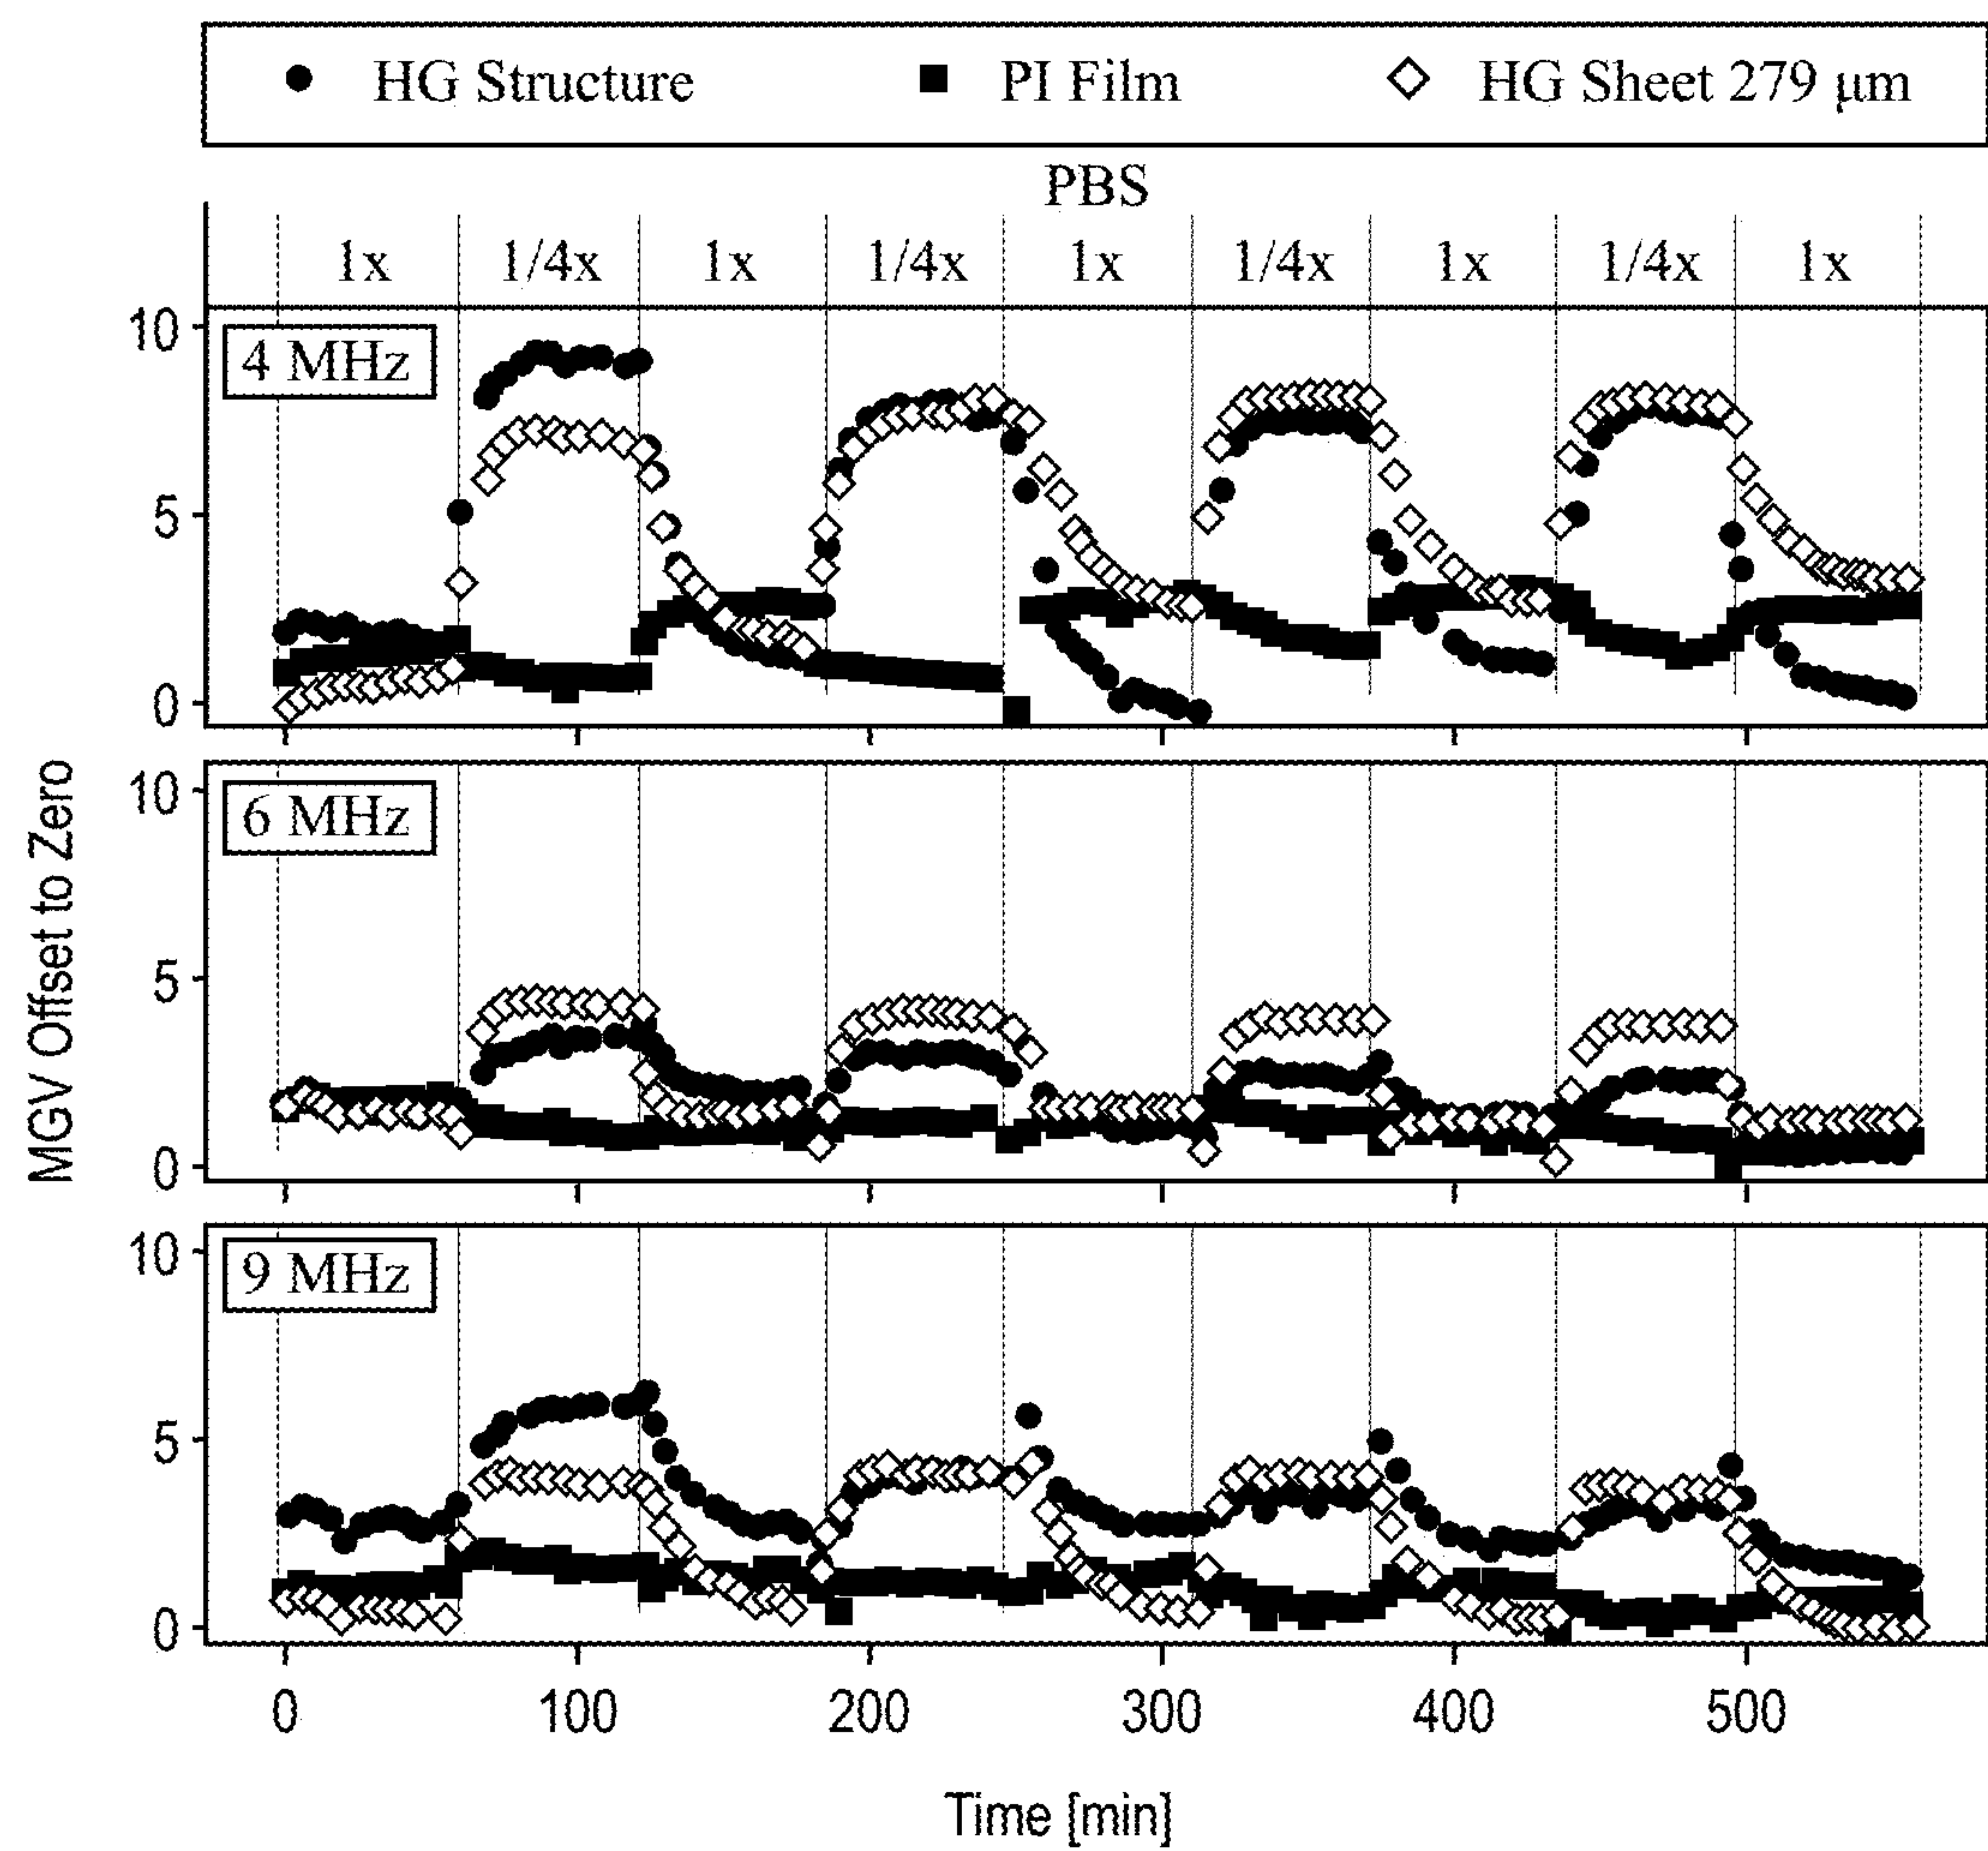 HG Structure PI Film HG Sheet 279 μm
PBS
1x 1/4x 1x 1/4x 1x 1/4x 1x 1/4x 1x
10
4 MHz
5
0
10
6 MHz
5
0
10
9 MHz
5
0
MGV Offset to Zero
0 100 200 300 400 500
Time [min]